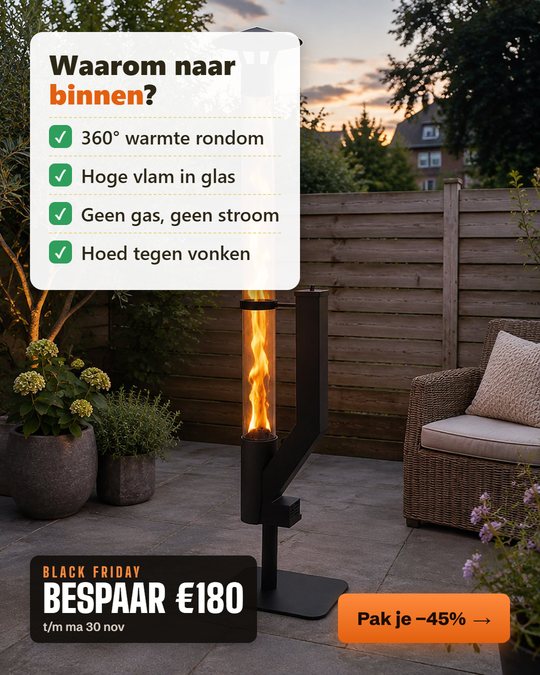 Waarom naar
binnen?
360° warmte rondom
Hoge vlam in glas
Geen gas, geen stroom
Hoed tegen vonken
BLACK FRIDAY
BESPAAR €180
t/m ma 30 nov
Pak je −45% →